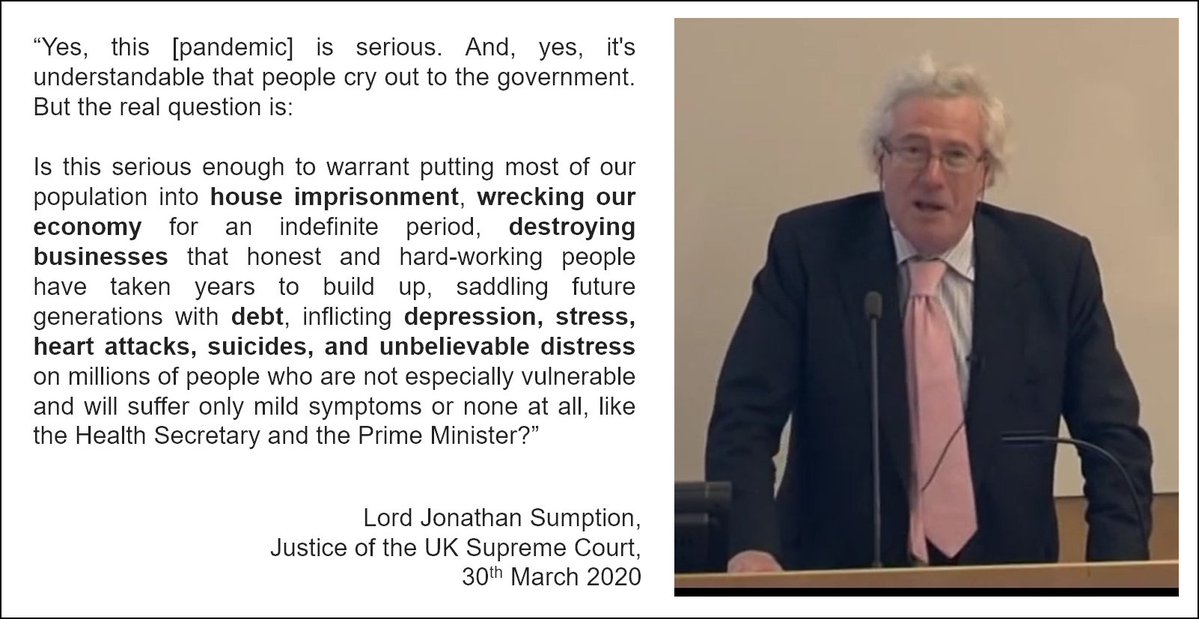 “Yes, this [pandemic] is serious. And, yes, it's
understandable that people cry out to the government.
But the real question is:
Is this serious enough to warrant putting most of our
population into house imprisonment, wrecking our
economy for an indefinite period, destroying
businesses that honest and hard-working people
have taken years to build up, saddling future
generations with debt, inflicting depression, stress,
heart attacks, suicides, and unbelievable distress
on millions of people who are not especially vulnerable
and will suffer only mild symptoms or none at all, like
the Health Secretary and the Prime Minister?”
Lord Jonathan Sumption,
Justice of the UK Supreme Court,
30th March 2020